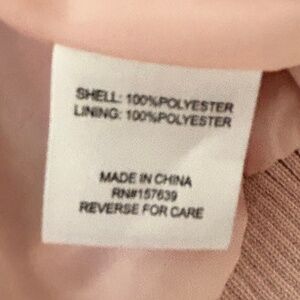 SHELL: 100%POLYESTER
LINING: 100%POLYESTER
MADE IN CHINA
RN#157639
REVERSE FOR CARE